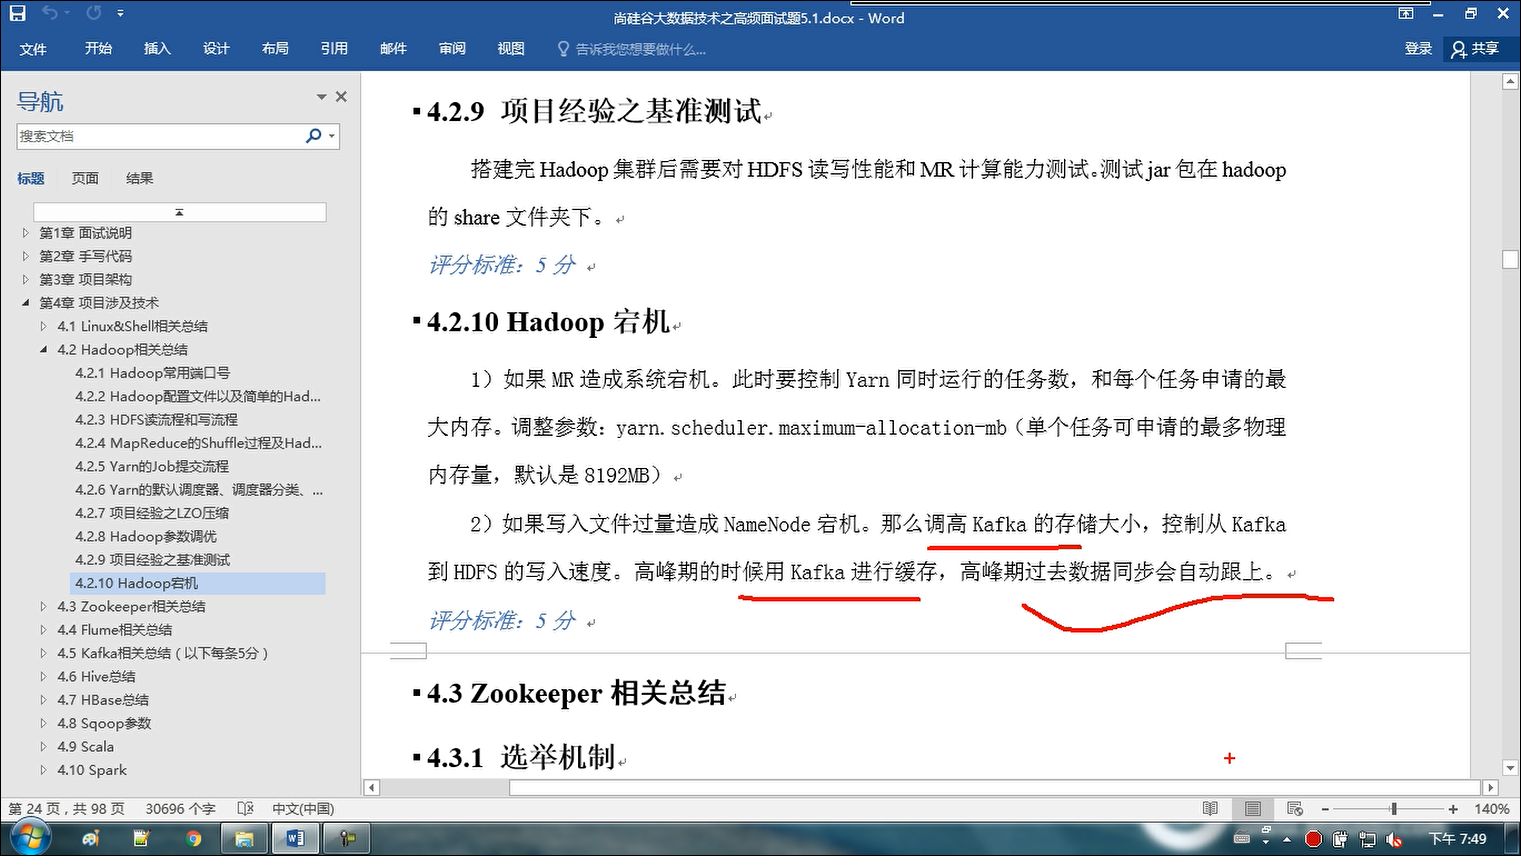 尚硅谷大数据技术之高频面试题5.1.docx - Word
文件 开始 插入 设计 布局 引用 邮件 审阅 视图 告诉我您想要做什么... 登录 共享
导航
搜索文档
标题 页面 结果
第1章 面试说明
第2章 手写代码
第3章 项目架构
第4章 项目涉及技术
4.1 Linux&Shell相关总结
4.2 Hadoop相关总结
4.2.1 Hadoop常用端口号
4.2.2 Hadoop配置文件以及简单的Had...
4.2.3 HDFS读流程和写流程
4.2.4 MapReduce的Shuffle过程及Had...
4.2.5 Yarn的Job提交流程
4.2.6 Yarn的默认调度器、调度器分类、...
4.2.7 项目经验之LZO压缩
4.2.8 Hadoop参数调优
4.2.9 项目经验之基准测试
4.2.10 Hadoop宕机
4.3 Zookeeper相关总结
4.4 Flume相关总结
4.5 Kafka相关总结（以下每条5分）
4.6 Hive总结
4.7 HBase总结
4.8 Sqoop参数
4.9 Scala
4.10 Spark
4.2.9 项目经验之基准测试
搭建完 Hadoop 集群后需要对 HDFS 读写性能和 MR 计算能力测试。测试 jar 包在 hadoop
的 share 文件夹下。
评分标准：5 分
4.2.10 Hadoop 宕机
1）如果 MR 造成系统宕机。此时要控制 Yarn 同时运行的任务数，和每个任务申请的最
大内存。调整参数：yarn.scheduler.maximum-allocation-mb（单个任务可申请的最多物理
内存量，默认是 8192MB）
2）如果写入文件过量造成 NameNode 宕机。那么调高 Kafka 的存储大小，控制从 Kafka
到 HDFS 的写入速度。高峰期的时候用 Kafka 进行缓存，高峰期过去数据同步会自动跟上。
评分标准：5 分
4.3 Zookeeper 相关总结
4.3.1 选举机制
第 24 页，共 98 页 30696 个字 中文(中国) 140%
下午 7:49